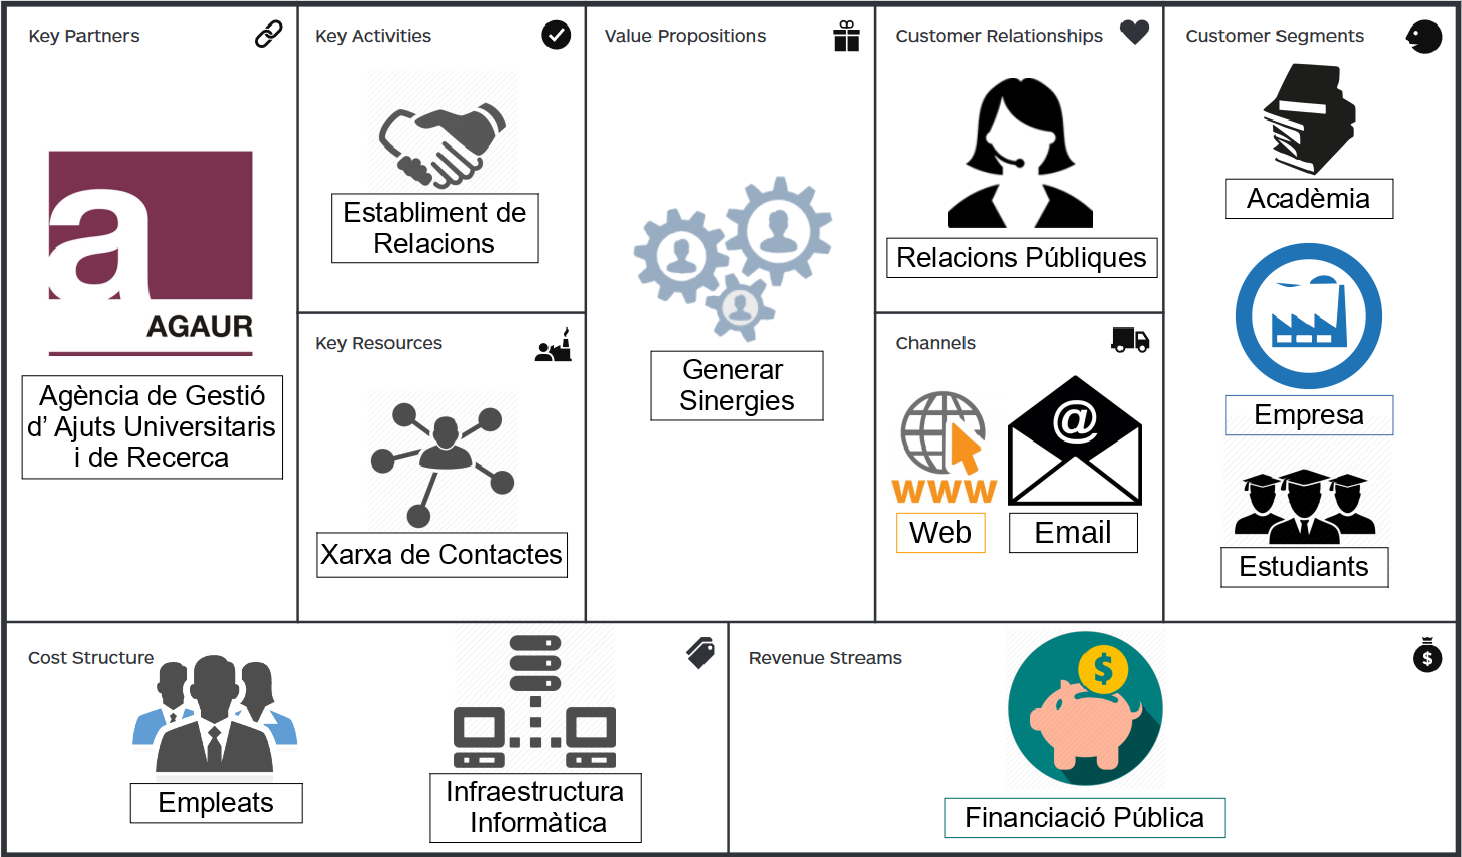 Key Partners
a
AGAUR
Agència de Gestió
d’ Ajuts Universitaris
i de Recerca
Key Activities
Establiment de
Relacions
Key Resources
Xarxa de Contactes
Value Propositions
Generar
Sinergies
Customer Relationships
Relacions Públiques
Channels
www
Web
@
Email
Customer Segments
Acadèmia
Empresa
Estudiants
Cost Structure
Empleats
Infraestructura
Informàtica
Revenue Streams
$
$
Financiació Pública